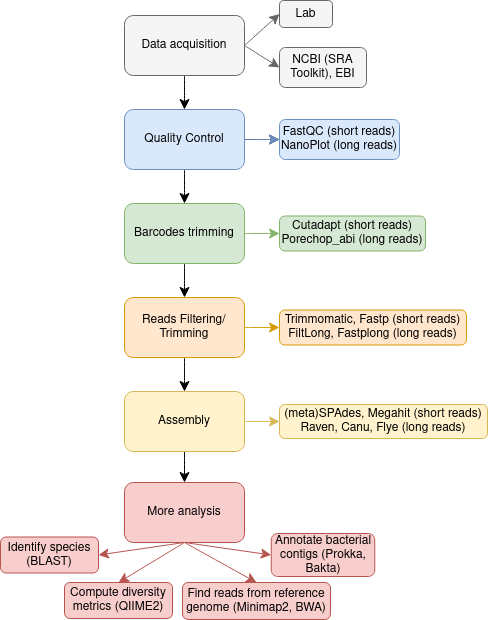 Lab
Data acquisition
NCBI (SRA
Toolkit), EBI
Quality Control
FastQC (short reads)
NanoPlot (long reads)
Barcodes trimming
Cutadapt (short reads)
Porechop_abi (long reads)
Reads Filtering/
Trimming
Trimmomatic, Fastp (short reads)
FiltLong, Fastplong (long reads)
Assembly
(meta)SPAdes, Megahit (short reads)
Raven, Canu, Flye (long reads)
More analysis
Identify species
(BLAST)
Annotate bacterial
contigs (Prokka,
Bakta)
Compute diversity
metrics (QIIME2)
Find reads from reference
genome (Minimap2, BWA)